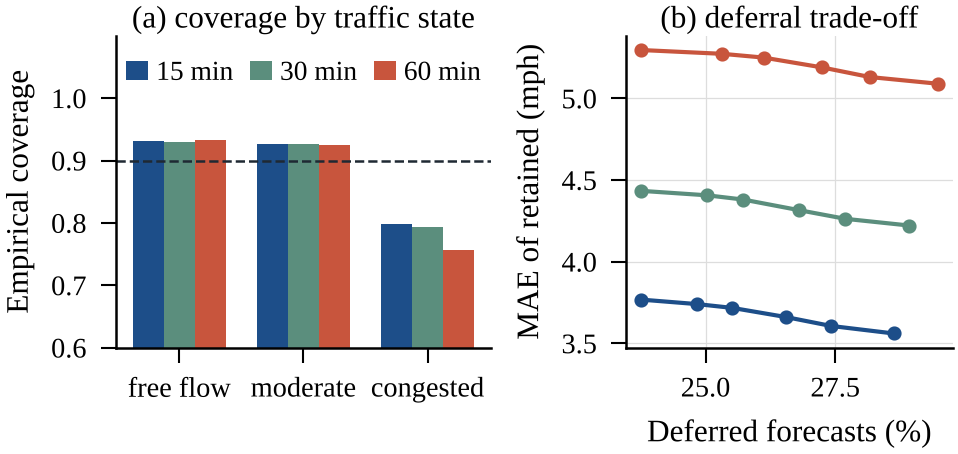 (a) coverage by traffic state
15 min 30 min 60 min
Empirical coverage
1.0
0.9
0.8
0.7
0.6
free flow moderate congested
(b) deferral trade-off
MAE of retained (mph)
5.0
4.5
4.0
3.5
25.0 27.5
Deferred forecasts (%)